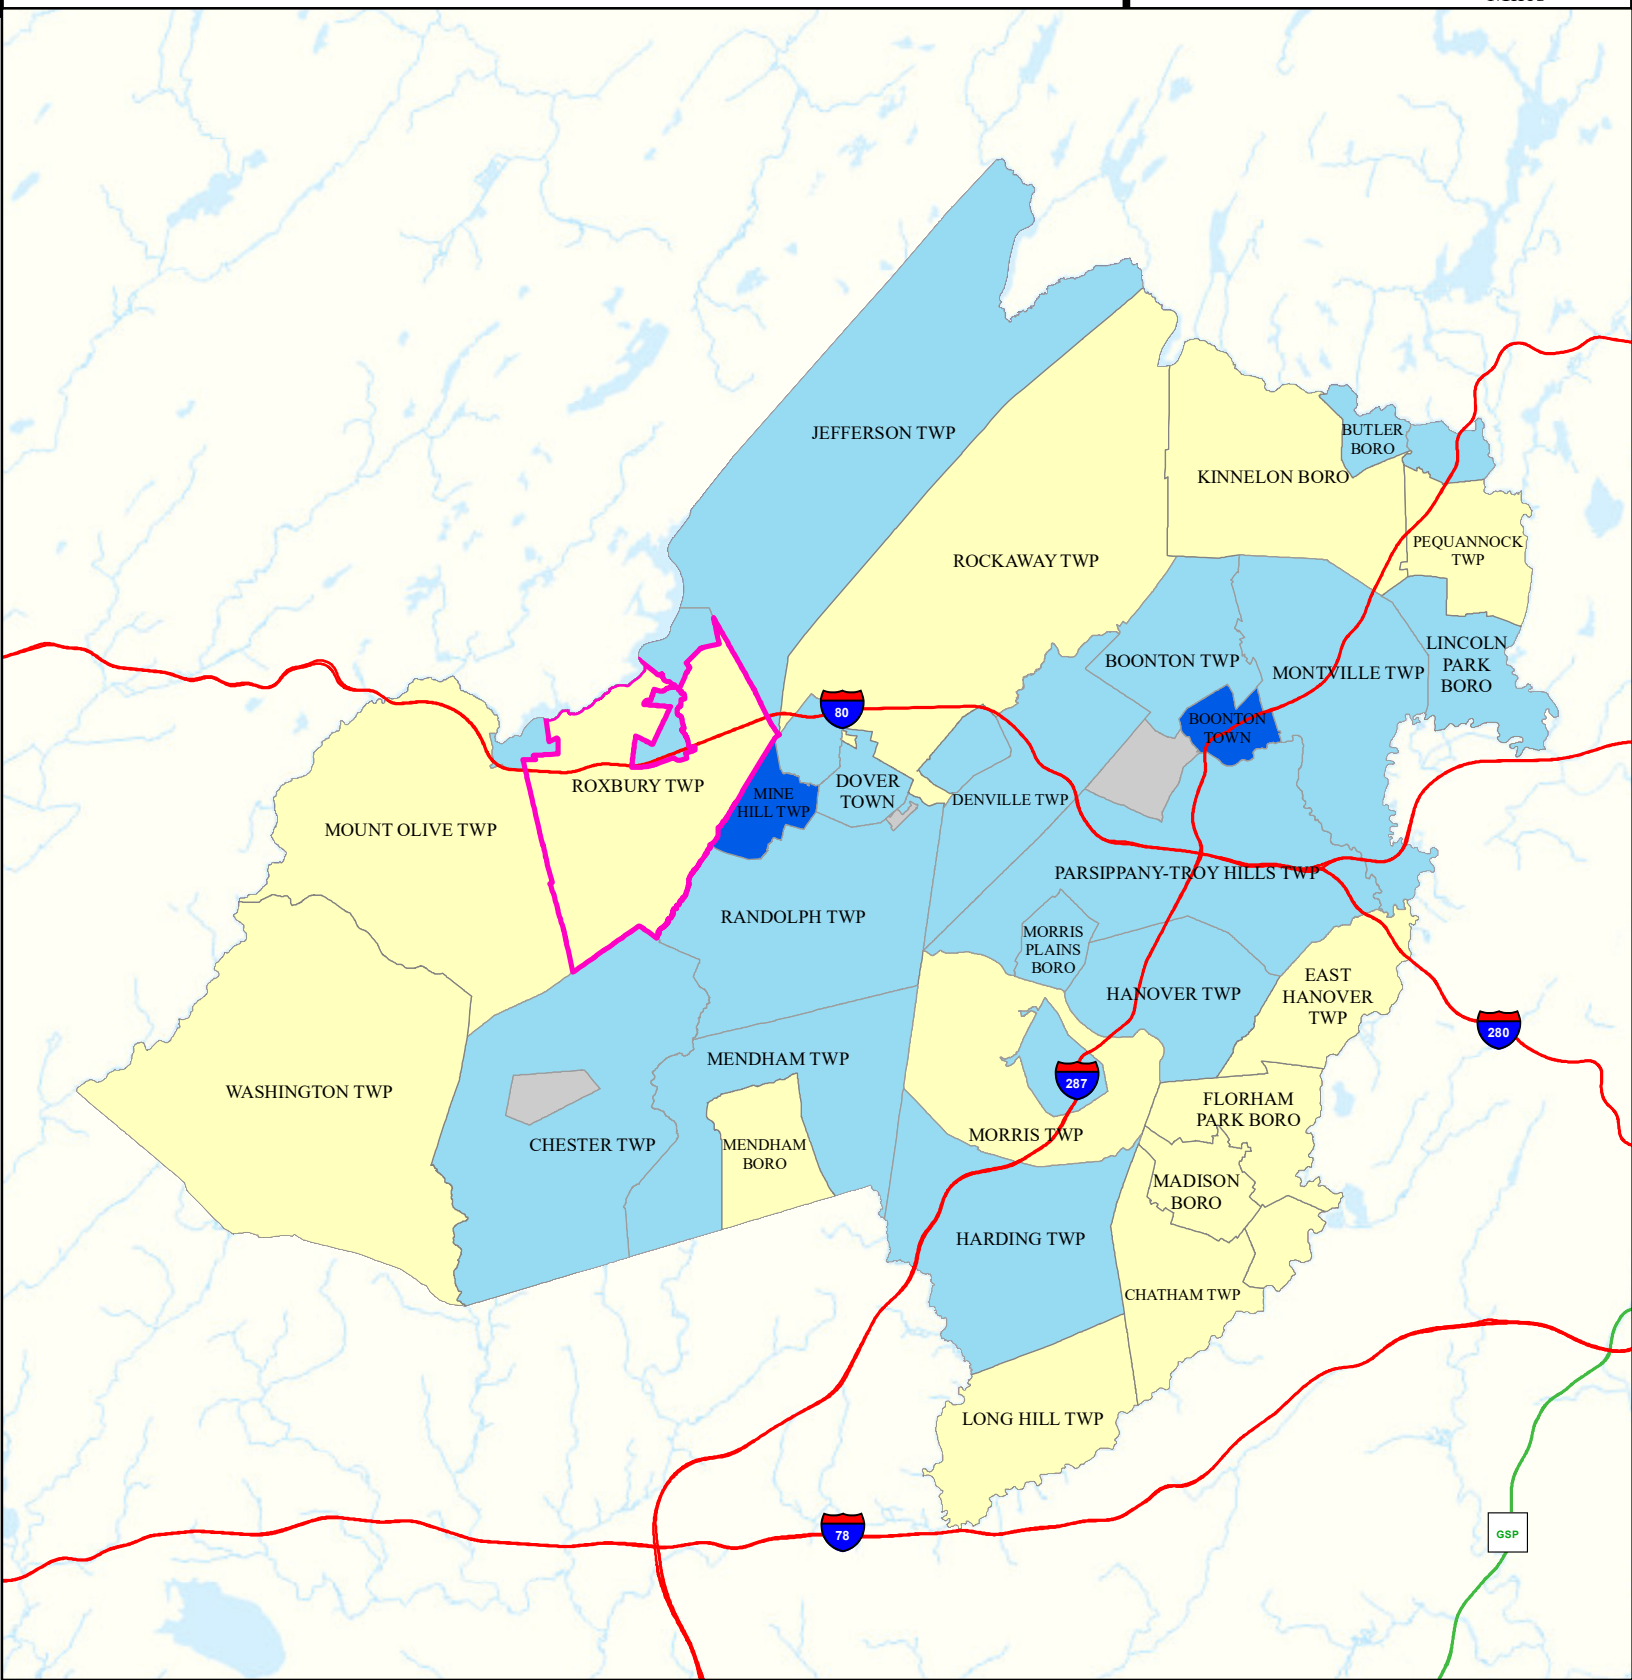 JEFFERSON TWP
BUTLER
BORO
KINNELON BORO
PEQUANNOCK
TWP
ROCKAWAY TWP
LINCOLN
PARK
BORO
BOONTON TWP
MONTVILLE TWP
80
BOONTON
TOWN
ROXBURY TWP
MINE
HILL TWP
DOVER
TOWN
DENVILLE TWP
MOUNT OLIVE TWP
PARSIPPANY-TROY HILLS TWP
RANDOLPH TWP
MORRIS
PLAINS
BORO
HANOVER TWP
EAST
HANOVER
TWP
280
MENDHAM TWP
287
WASHINGTON TWP
FLORHAM
PARK BORO
MORRIS TWP
CHESTER TWP
MENDHAM
BORO
MADISON
BORO
HARDING TWP
CHATHAM TWP
LONG HILL TWP
78
GSP